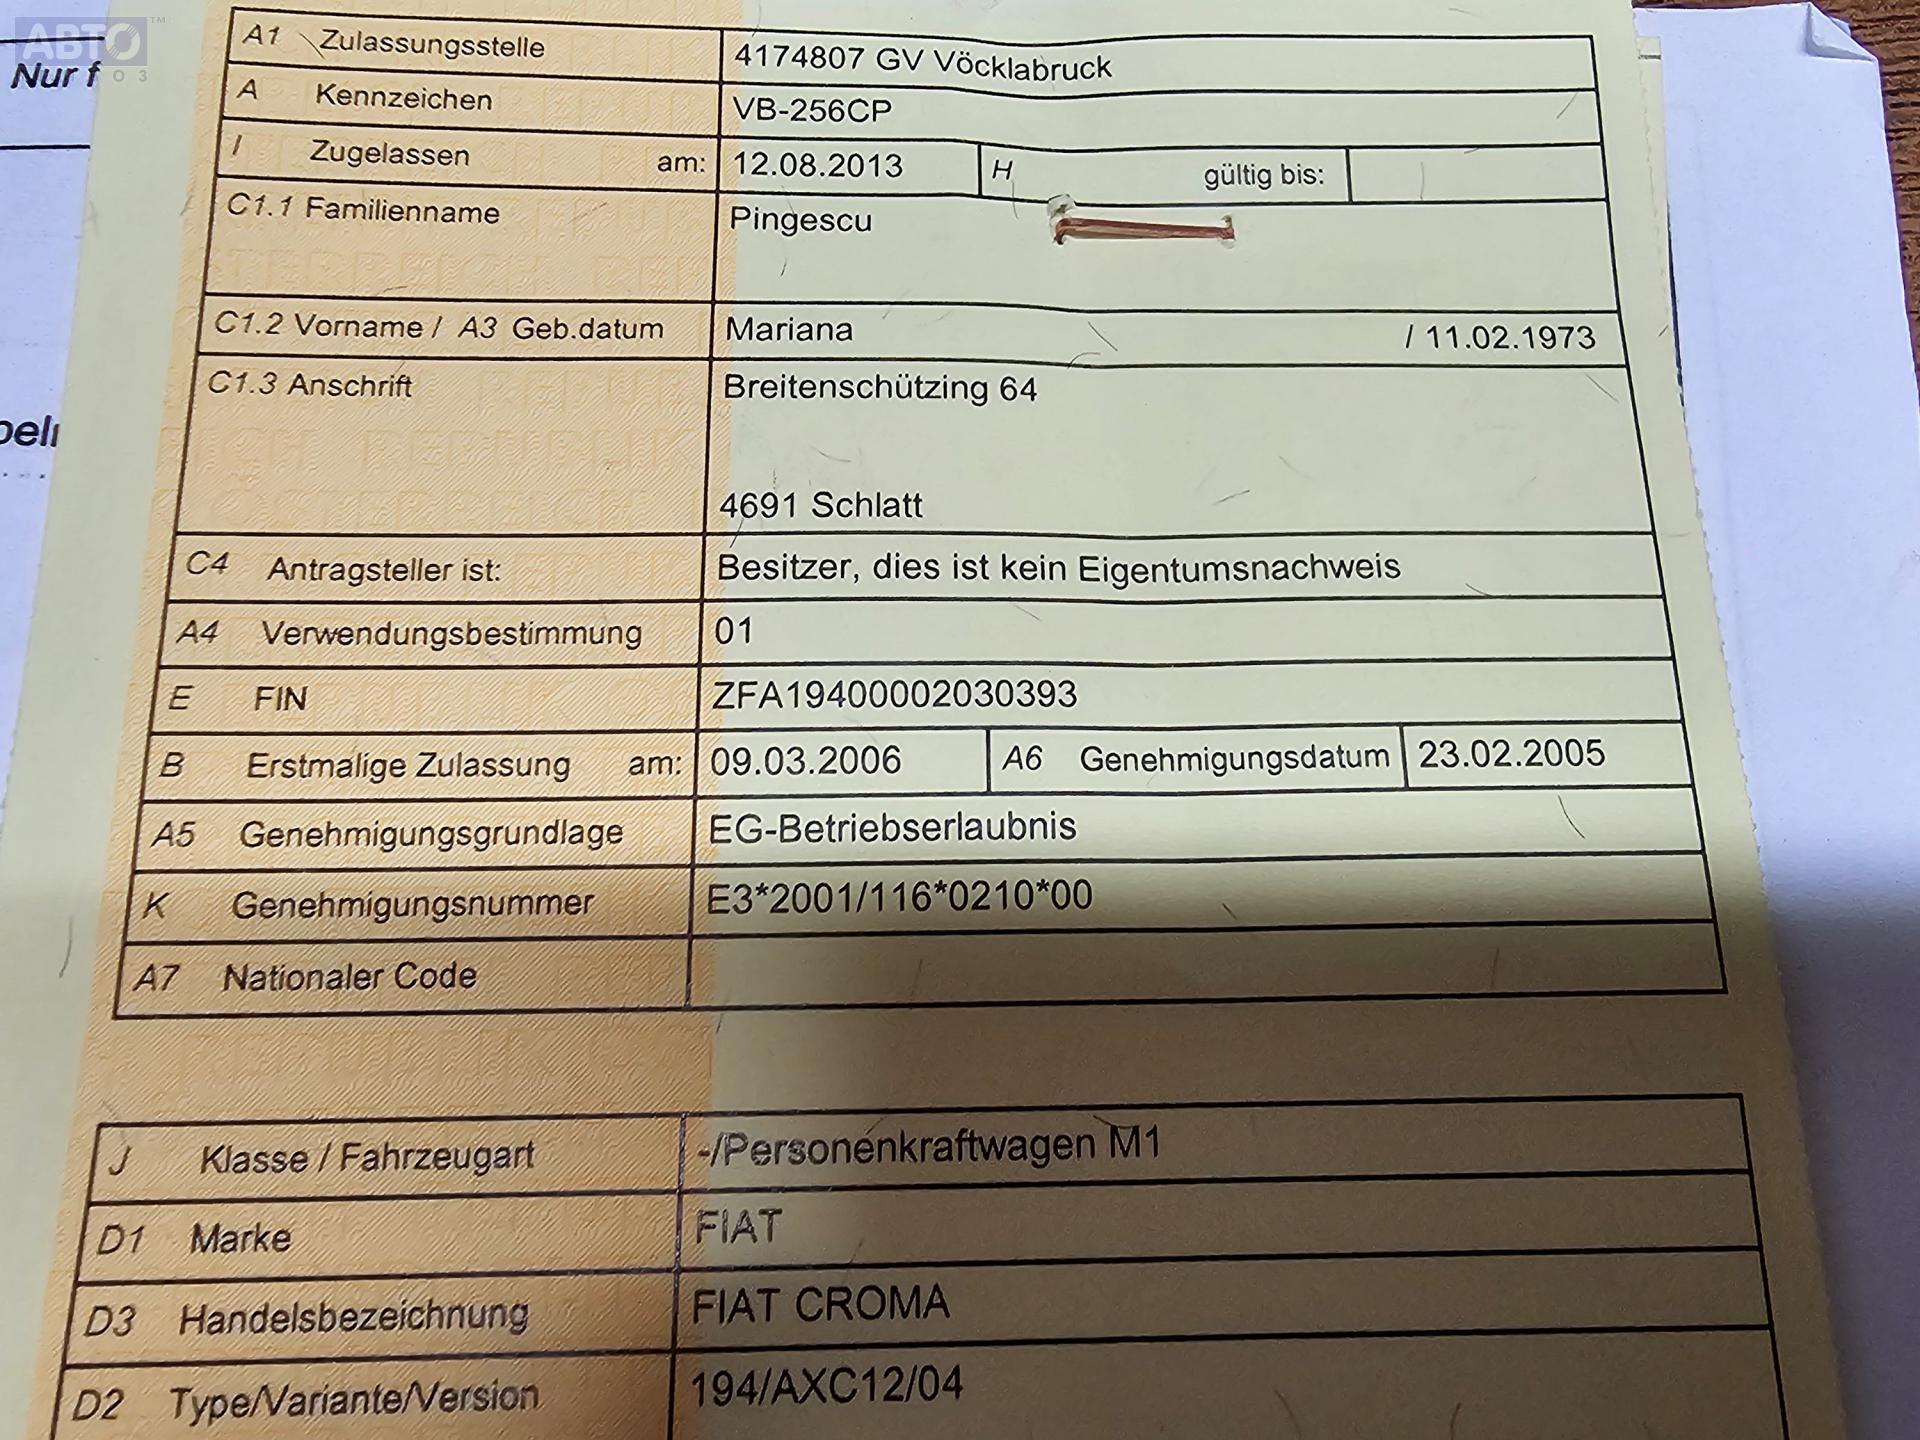 АВТО™
О З
Nur f
A1 Zulassungsstelle 4174807 GV Vöcklabruck
A Kennzeichen VB-256CP
I Zugelassen am: 12.08.2013 H gültig bis:
C1.1 Familienname Pingescu
C1.2 Vorname / A3 Geb.datum Mariana / 11.02.1973
C1.3 Anschrift Breitenschützing 64
4691 Schlatt
C4 Antragsteller ist: Besitzer, dies ist kein Eigentumsnachweis
A4 Verwendungsbestimmung 01
E FIN ZFA19400002030393
B Erstmalige Zulassung am: 09.03.2006 A6 Genehmigungsdatum 23.02.2005
A5 Genehmigungsgrundlage EG-Betriebserlaubnis
K Genehmigungsnummer E3*2001/116*0210*00
A7 Nationaler Code
J Klasse / Fahrzeugart -/Personenkraftwagen M1
D1 Marke FIAT
D3 Handelsbezeichnung FIAT CROMA
D2 Type/Variante/Version 194/AXC12/04